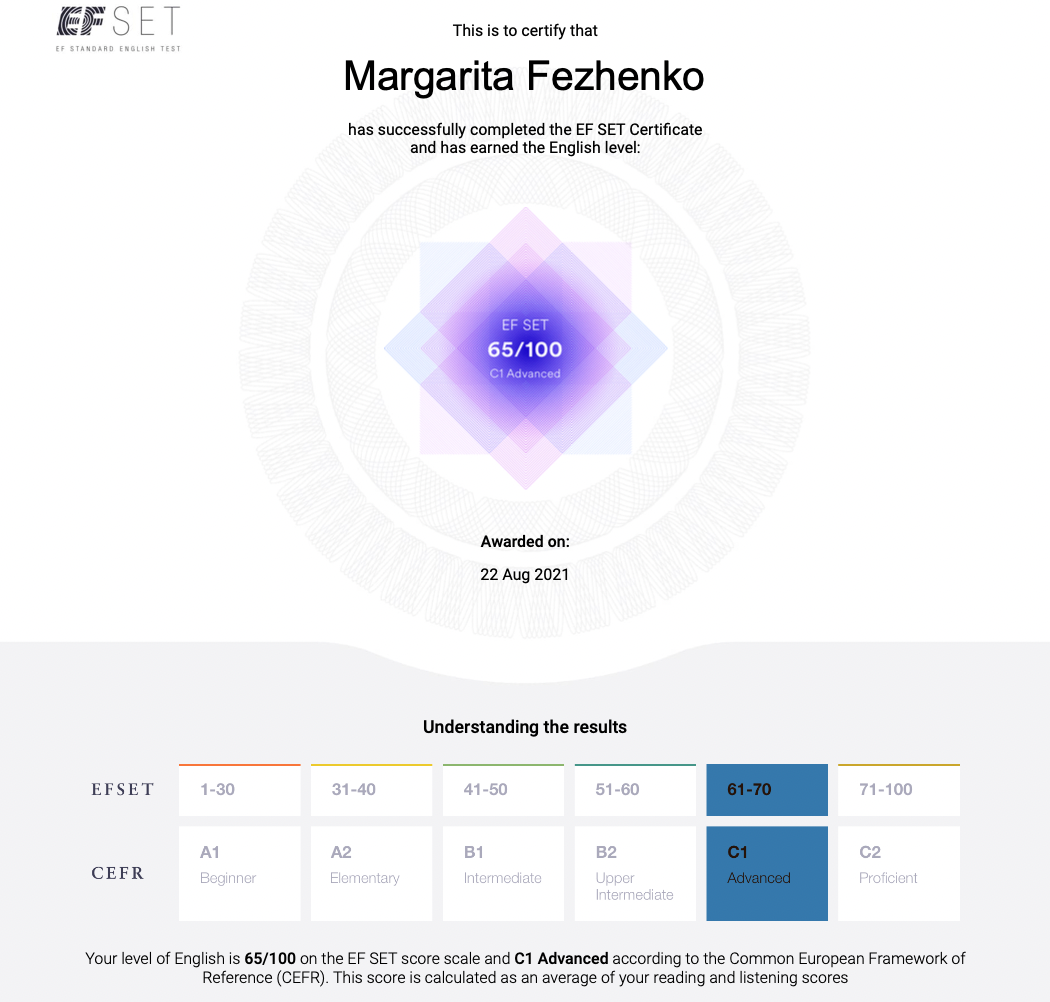 EF SET
EF STANDARD ENGLISH TEST
This is to certify that
Margarita Fezhenko
has successfully completed the EF SET Certificate
and has earned the English level:
EF SET
65/100
C1 Advanced
Awarded on:
22 Aug 2021
Understanding the results
EFSET 1-30 31-40 41-50 51-60 61-70 71-100
CEFR
A1 A2 B1 B2 C1 C2
Beginner Elementary Intermediate Upper Advanced Proficient
Intermediate
Your level of English is 65/100 on the EF SET score scale and C1 Advanced according to the Common European Framework of
Reference (CEFR). This score is calculated as an average of your reading and listening scores